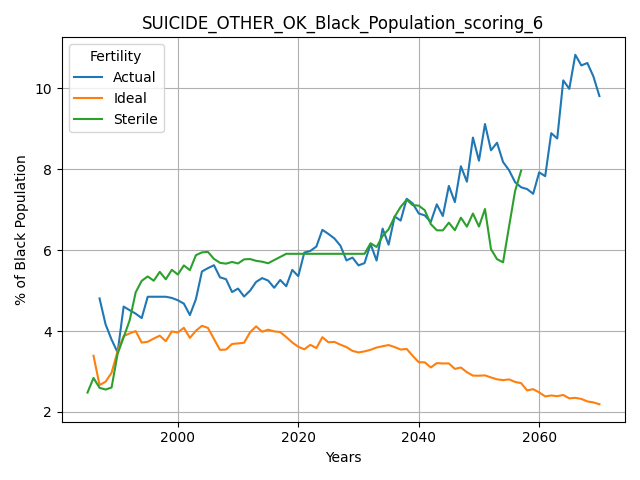 SUICIDE_OTHER_OK_Black_Population_scoring_6
Fertility
Actual
Ideal
Sterile
% of Black Population
10
8
6
4
2
2000 2020 2040 2060
Years